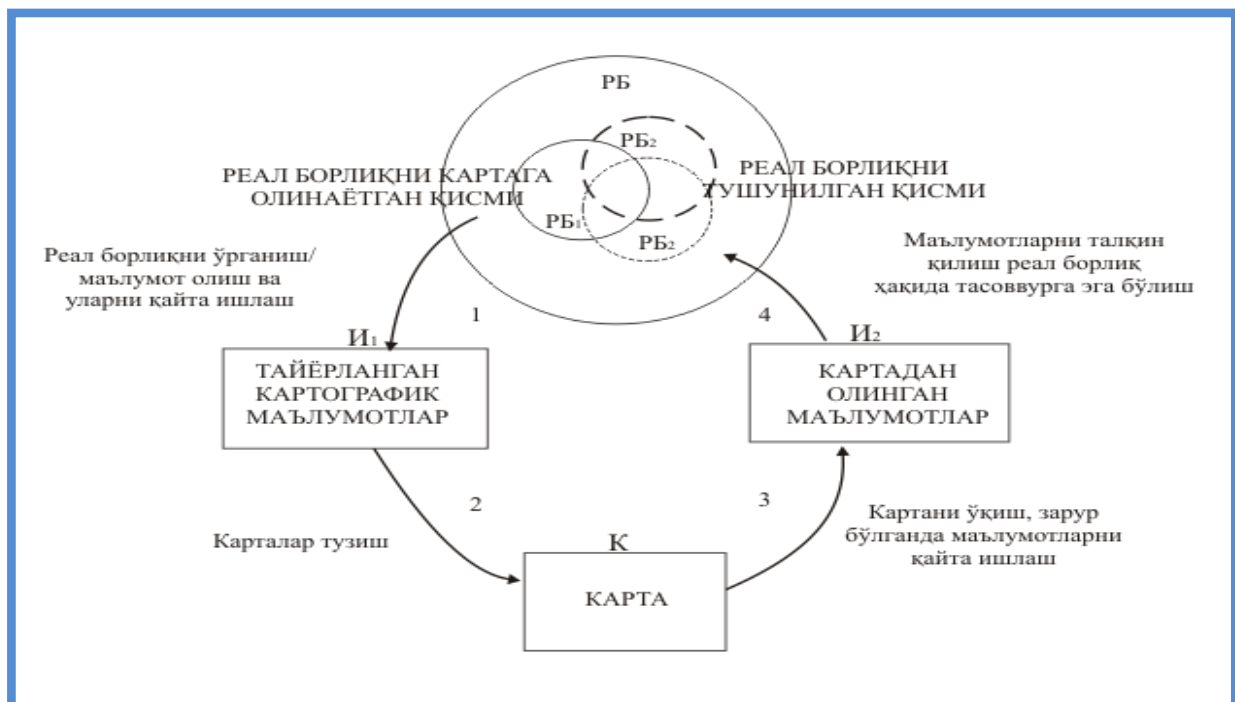 РБ
РБ₂
РЕАЛ БОРЛИҚНИ КАРТАГА
ОЛИНАЁТГАН ҚИСМИ
РЕАЛ БОРЛИҚНИ
ТУШУНИЛГАН ҚИСМИ
РБ₁
РБ₂
Реал борлиқни ўрганиш/
маълумот олиш ва
уларни қайта ишлаш
Маълумотларни талқин
қилиш реал борлиқ
ҳақида тасоввурга эга бўлиш
1
4
И₁
И₂
ТАЙЁРЛАНГАН
КАРТОГРАФИК
МАЪЛУМОТЛАР
КАРТАДАН
ОЛИНГАН
МАЪЛУМОТЛАР
2
3
Карталар тузиш
Картани ўқиш, зарур
бўлганда маълумотларни
қайта ишлаш
К
КАРТА